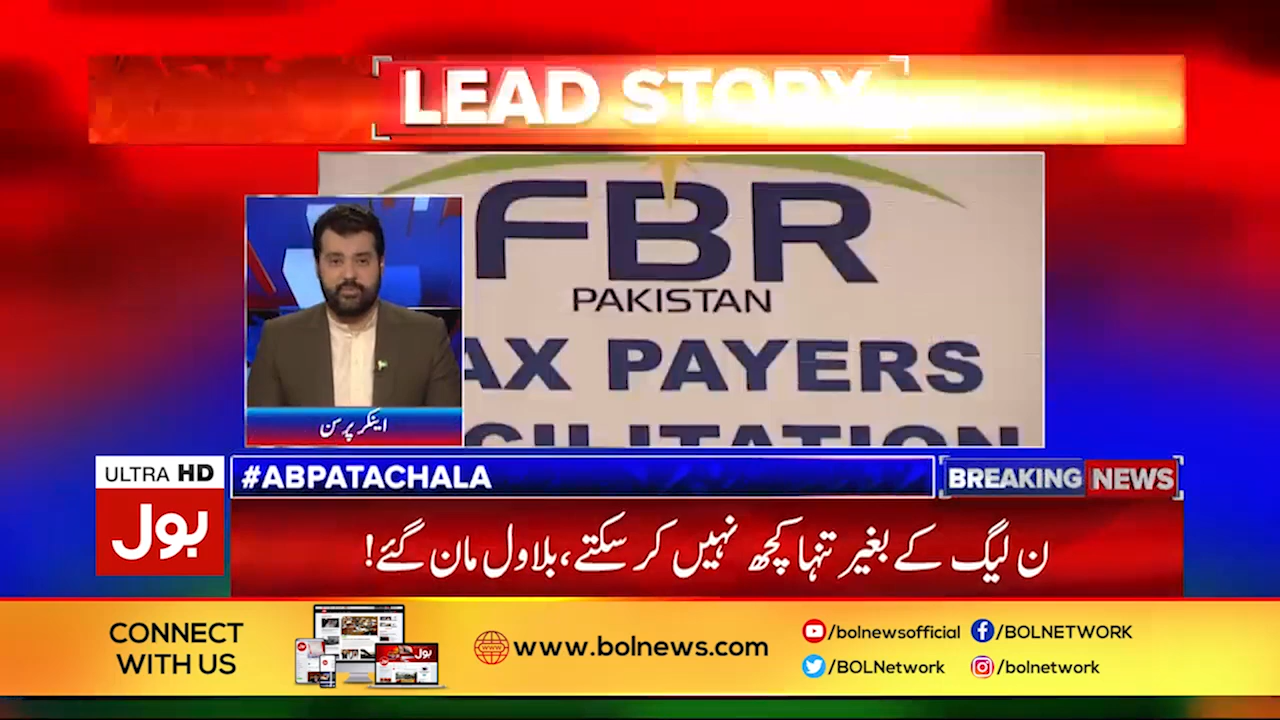 LEAD STORY
FBR
PAKISTAN
AX PAYERS
CILITATION
اینکر پرسن
ULTRA HD
بول
#ABPATACHALA
BREAKING NEWS
ن لیگ کے بغیر تنہا کچھ نہیں کر سکتے، بلاول مان گئے!
CONNECT
WITH US
www.bolnews.com
/bolnewsofficial
/BOLNETWORK
/BOLNetwork
/bolnetwork